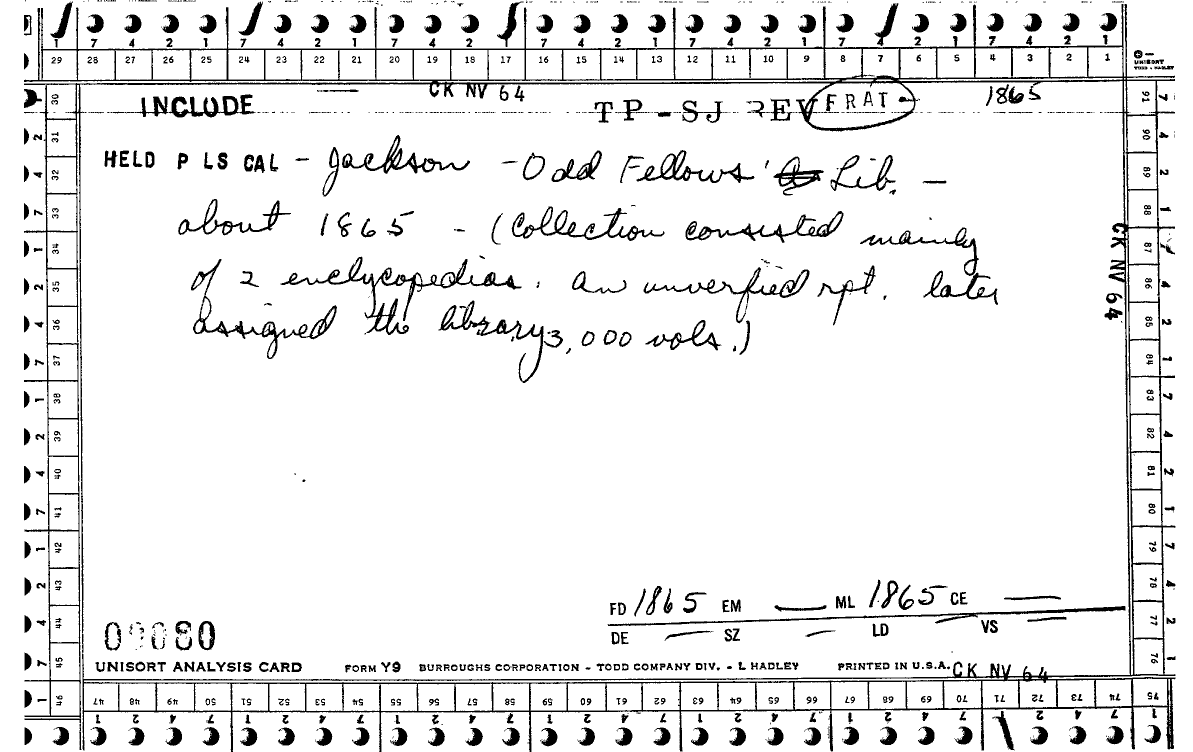 7 4 2 1 7 4 2 1 7 4 2 1 7 4 2 1 7 4 2 1 7 4 2 1 7 4 2 1
29 28 27 26 25 24 23 22 21 20 19 18 17 16 15 14 13 12 11 10 9 8 7 6 5 4 3 2 1
UNISORT
TODD - HADLEY
INCLUDE CK NV 64 TP-SJ REV FRAT- 1865
HELD P LS CAL - Jackson - Odd Fellows' Lib. -
about 1865 - (Collection consisted mainly
of 2 enclycopedias. An unverfied rpt. later
assigned the library 3,000 vols.)
CK NV 64
FD 1865 EM — ML 1865 CE —
DE — SZ — LD — VS —
09080
UNISORT ANALYSIS CARD FORM Y9 BURROUGHS CORPORATION - TODD COMPANY DIV. - L HADLEY PRINTED IN U.S.A. CK NV 64
30 31 32 33 34 35 36 37 38 39 40 41 42 43 44 45 46
47 48 49 50 51 52 53 54 55 56 57 58 59 60 61 62 63 64 65 66 67 68 69 70 71 72 73 74 75
91 90 89 88 87 86 85 84 83 82 81 80 79 78 77 76